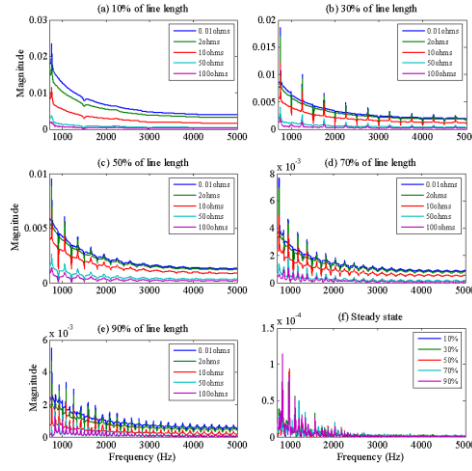 (a) 10% of line length
0.03
0.02
0.01
0
Magnitude
0.01ohms
2ohms
10ohms
50ohms
100ohms
1000 2000 3000 4000 5000
(b) 30% of line length
0.02
0.015
0.01
0.005
0
0.01ohms
2ohms
10ohms
50ohms
100ohms
1000 2000 3000 4000 5000
(c) 50% of line length
0.01
0.005
0
Magnitude
0.01ohms
2ohms
10ohms
50ohms
100ohms
1000 2000 3000 4000 5000
(d) 70% of line length
8 x 10⁻³
6
4
2
0
0.01ohms
2ohms
10ohms
50ohms
100ohms
1000 2000 3000 4000 5000
(e) 90% of line length
6 x 10⁻³
4
2
0
Magnitude
0.01ohms
2ohms
10ohms
50ohms
100ohms
1000 2000 3000 4000 5000
Frequency (Hz)
(f) Steady state
1.5 x 10⁻⁴
1
0.5
0
10%
30%
50%
70%
90%
1000 2000 3000 4000 5000
Frequency (Hz)